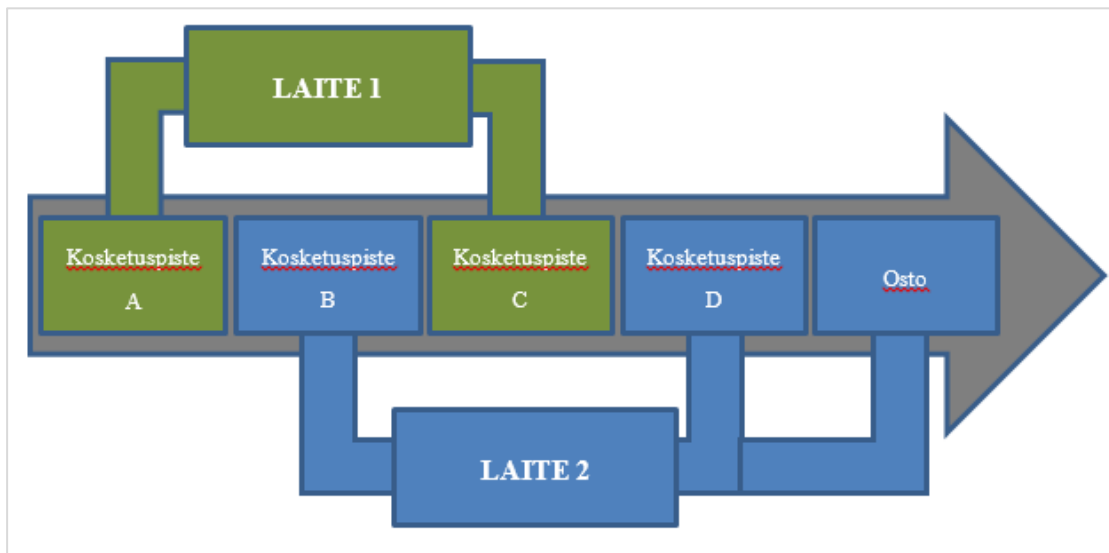 LAITE 1
Kosketuspiste
A
Kosketuspiste
B
Kosketuspiste
C
Kosketuspiste
D
Osto
LAITE 2